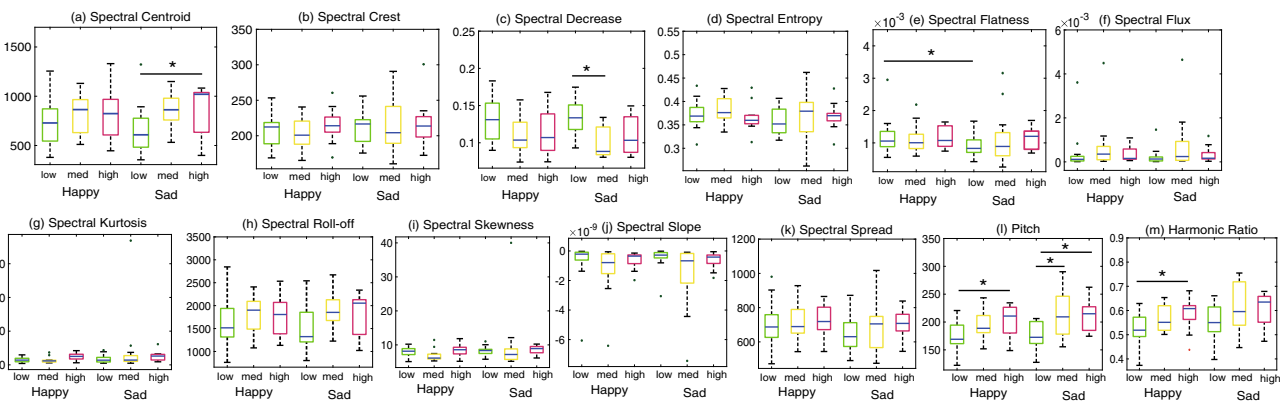 (a) Spectral Centroid
1500
1000
500
low med high low med high
Happy Sad
*
(b) Spectral Crest
350
300
250
200
low med high low med high
Happy Sad
(c) Spectral Decrease
0.25
0.2
0.15
0.1
low med high low med high
Happy Sad
*
(d) Spectral Entropy
0.55
0.5
0.45
0.4
0.35
0.3
low med high low med high
Happy Sad
×10-3
(e) Spectral Flatness
4
3
2
1
low med high low med high
Happy Sad
*
×10-3
(f) Spectral Flux
6
4
2
0
low med high low med high
Happy Sad
(g) Spectral Kurtosis
0
0
0
low med high low med high
Happy Sad
(h) Spectral Roll-off
3500
3000
2500
2000
1500
1000
low med high low med high
Happy Sad
(i) Spectral Skewness
40
30
20
10
low med high low med high
Happy Sad
×10-9
(j) Spectral Slope
0
-2
-4
-6
low med high low med high
Happy Sad
(k) Spectral Spread
1200
1000
800
600
low med high low med high
Happy Sad
(l) Pitch
350
300
250
200
150
low med high low med high
Happy Sad
*
*
*
(m) Harmonic Ratio
0.9
0.8
0.7
0.6
0.5
0.4
low med high low med high
Happy Sad
*